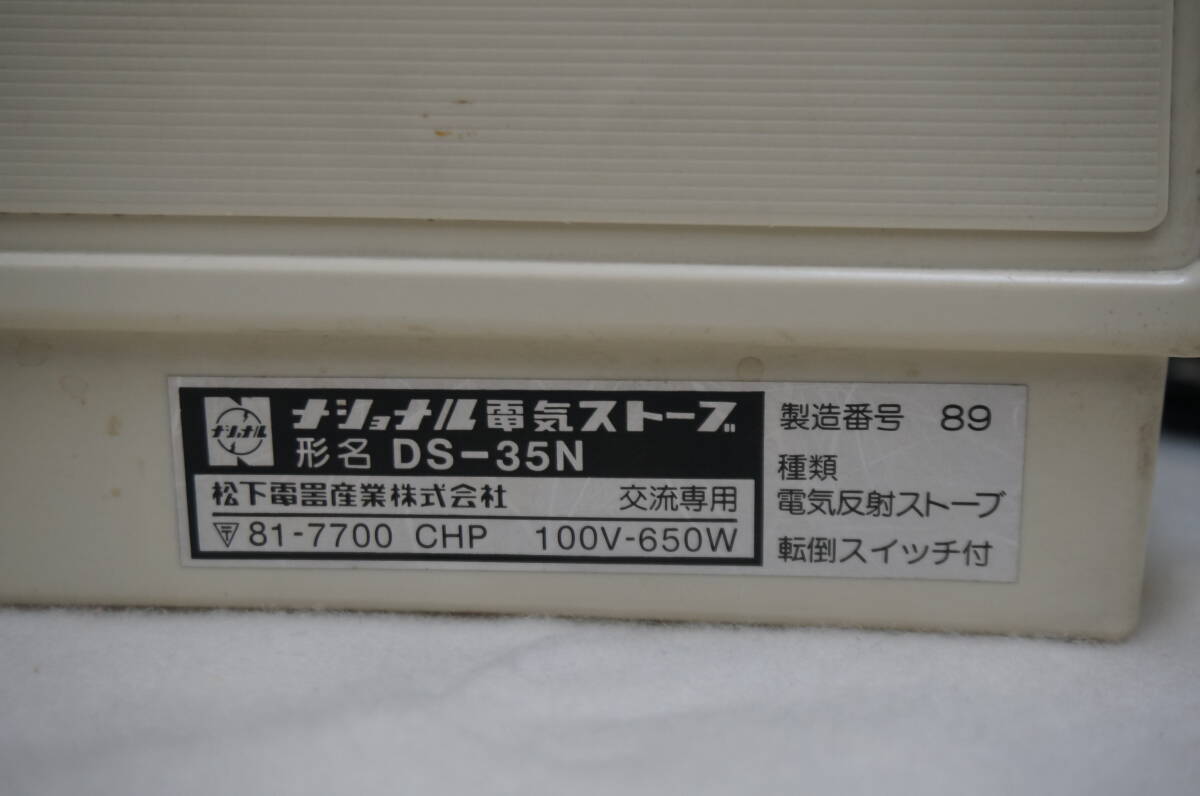 ナショナル
ナショナル電気ストーブ
形名 DS-35N
松下電器産業株式会社 交流専用
〒81-7700 CHP 100V-650W
製造番号 89
種類
電気反射ストーブ
転倒スイッチ付